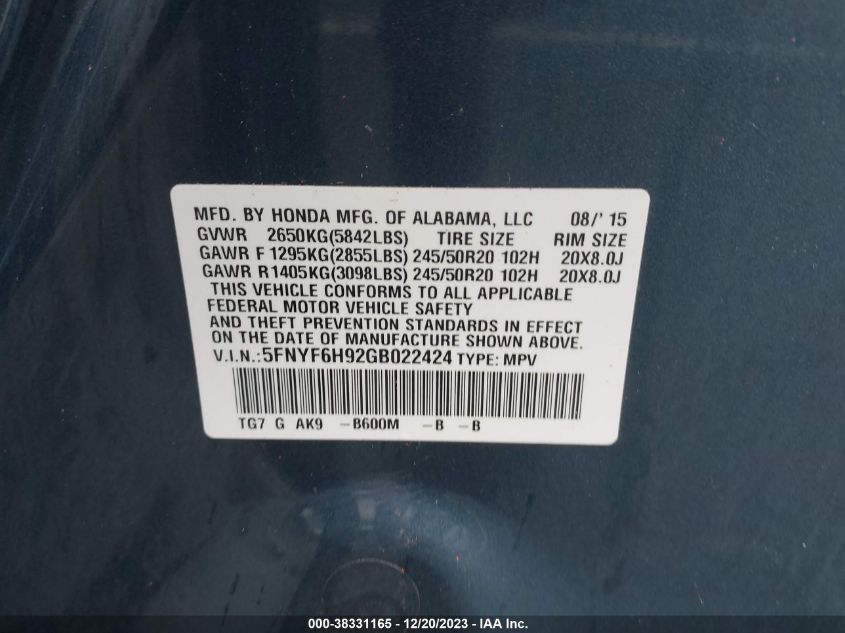 MFD. BY HONDA MFG. OF ALABAMA, LLC 08/' 15
GVWR 2650KG(5842LBS) TIRE SIZE RIM SIZE
GAWR F 1295KG(2855LBS) 245/50R20 102H 20X8.0J
GAWR R1405KG(3098LBS) 245/50R20 102H 20X8.0J
THIS VEHICLE CONFORMS TO ALL APPLICABLE
FEDERAL MOTOR VEHICLE SAFETY
AND THEFT PREVENTION STANDARDS IN EFFECT
ON THE DATE OF MANUFACTURE SHOWN ABOVE.
V.I.N.:5FNYF6H92GB022424 TYPE: MPV
TG7 G AK9 -B600M -B -B
000-38331165 - 12/20/2023 - IAA Inc.